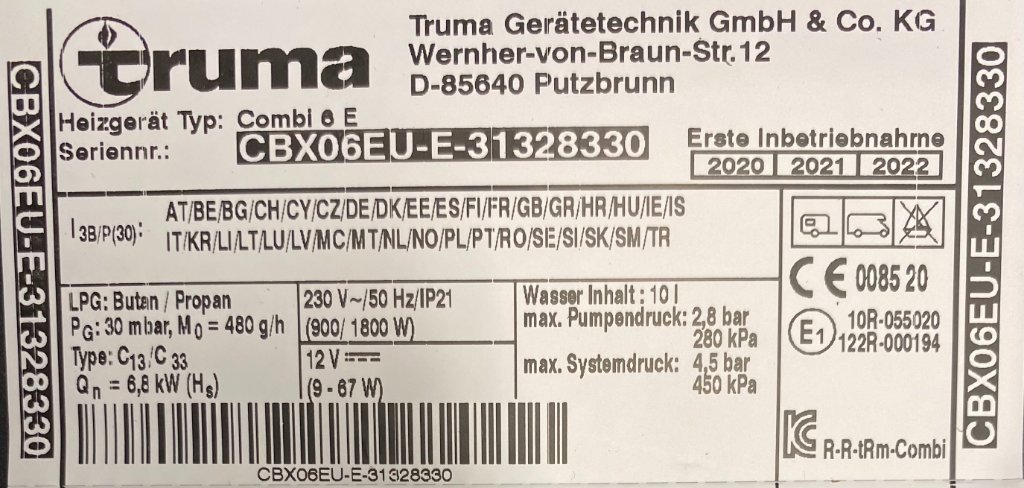 truma
Truma Gerätetechnik GmbH & Co. KG
Wernher-von-Braun-Str.12
D-85640 Putzbrunn
Heizgerät Typ: Combi 6 E
Seriennr.: CBX06EU-E-31328330
Erste Inbetriebnahme
2020 2021 2022
I3B/P(30): AT/BE/BG/CH/CY/CZ/DE/DK/EE/ES/FI/FR/GB/GR/HR/HU/IE/IS
IT/KR/LI/LT/LU/LV/MC/MT/NL/NO/PL/PT/RO/SE/SI/SK/SM/TR
LPG: Butan / Propan
PG: 30 mbar, M0 = 480 g/h
Type: C13/C33
Qn = 6,8 kW (Hs)
230 V~/50 Hz/IP21
(900/ 1800 W)
12 V
(9 - 67 W)
Wasser Inhalt : 10 l
max. Pumpendruck: 2,8 bar
280 kPa
max. Systemdruck: 4,5 bar
450 kPa
CE 0085 20
E1 10R-055020
122R-000194
R-R-tRm-Combi
CBX06EU-E-31328330
CBX06EU-E-31328330
CBX06EU-E-31328330